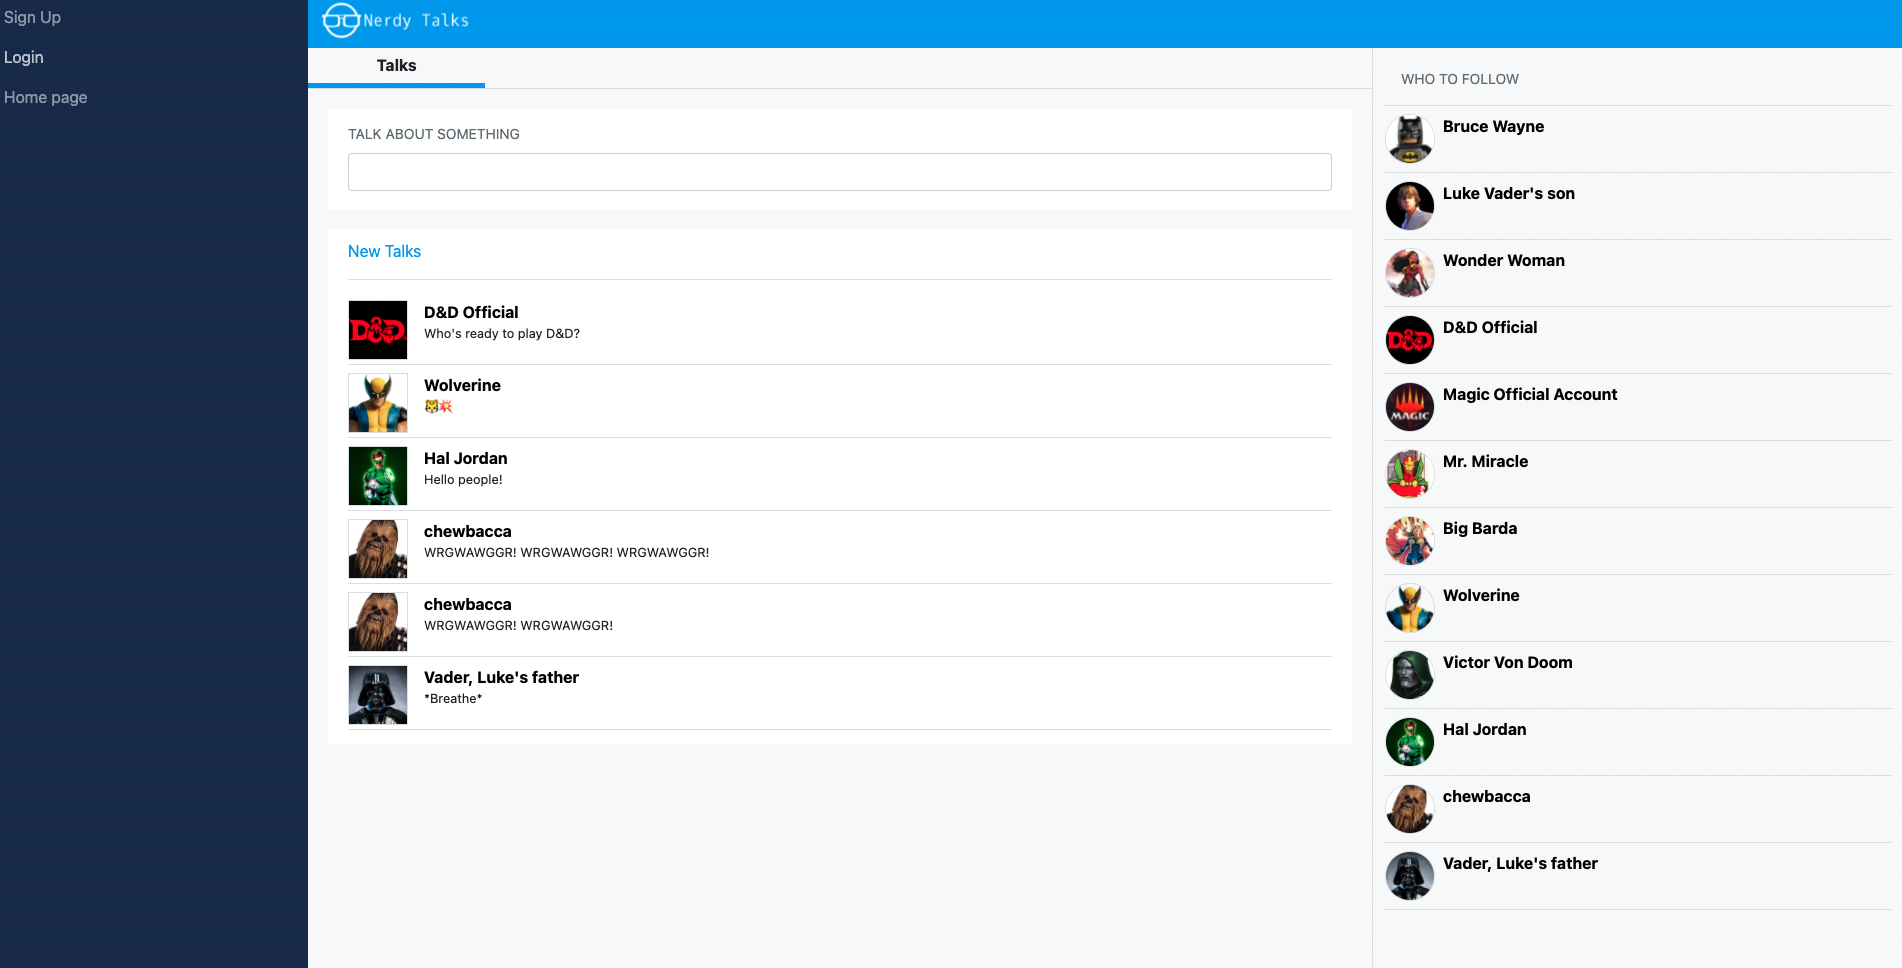 Sign Up
Login
Home page
Nerdy Talks
Talks
TALK ABOUT SOMETHING
New Talks
D&D
D&D Official
Who's ready to play D&D?
Wolverine
🐯💥
Hal Jordan
Hello people!
chewbacca
WRGWAWGGR! WRGWAWGGR! WRGWAWGGR!
chewbacca
WRGWAWGGR! WRGWAWGGR!
Vader, Luke's father
*Breathe*
WHO TO FOLLOW
Bruce Wayne
Luke Vader's son
Wonder Woman
D&D
D&D Official
MAGIC
Magic Official Account
Mr. Miracle
Big Barda
Wolverine
Victor Von Doom
Hal Jordan
chewbacca
Vader, Luke's father